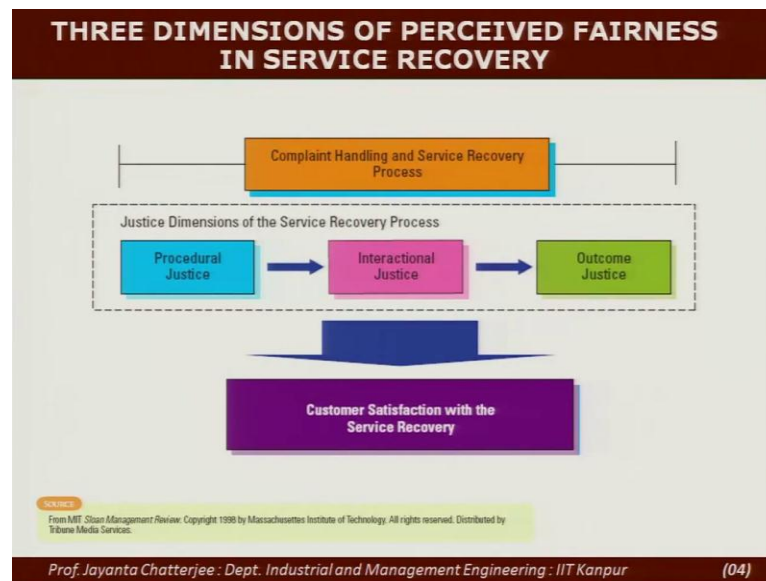 THREE DIMENSIONS OF PERCEIVED FAIRNESS
IN SERVICE RECOVERY
Complaint Handling and Service Recovery
Process
Justice Dimensions of the Service Recovery Process
Procedural
Justice
Interactional
Justice
Outcome
Justice
Customer Satisfaction with the
Service Recovery
SOURCE
From MIT Sloan Management Review. Copyright 1998 by Massachusettes Institute of Technology. All rights reserved. Distributed by
Tribune Media Services.
Prof. Jayanta Chatterjee : Dept. Industrial and Management Engineering : IIT Kanpur (04)